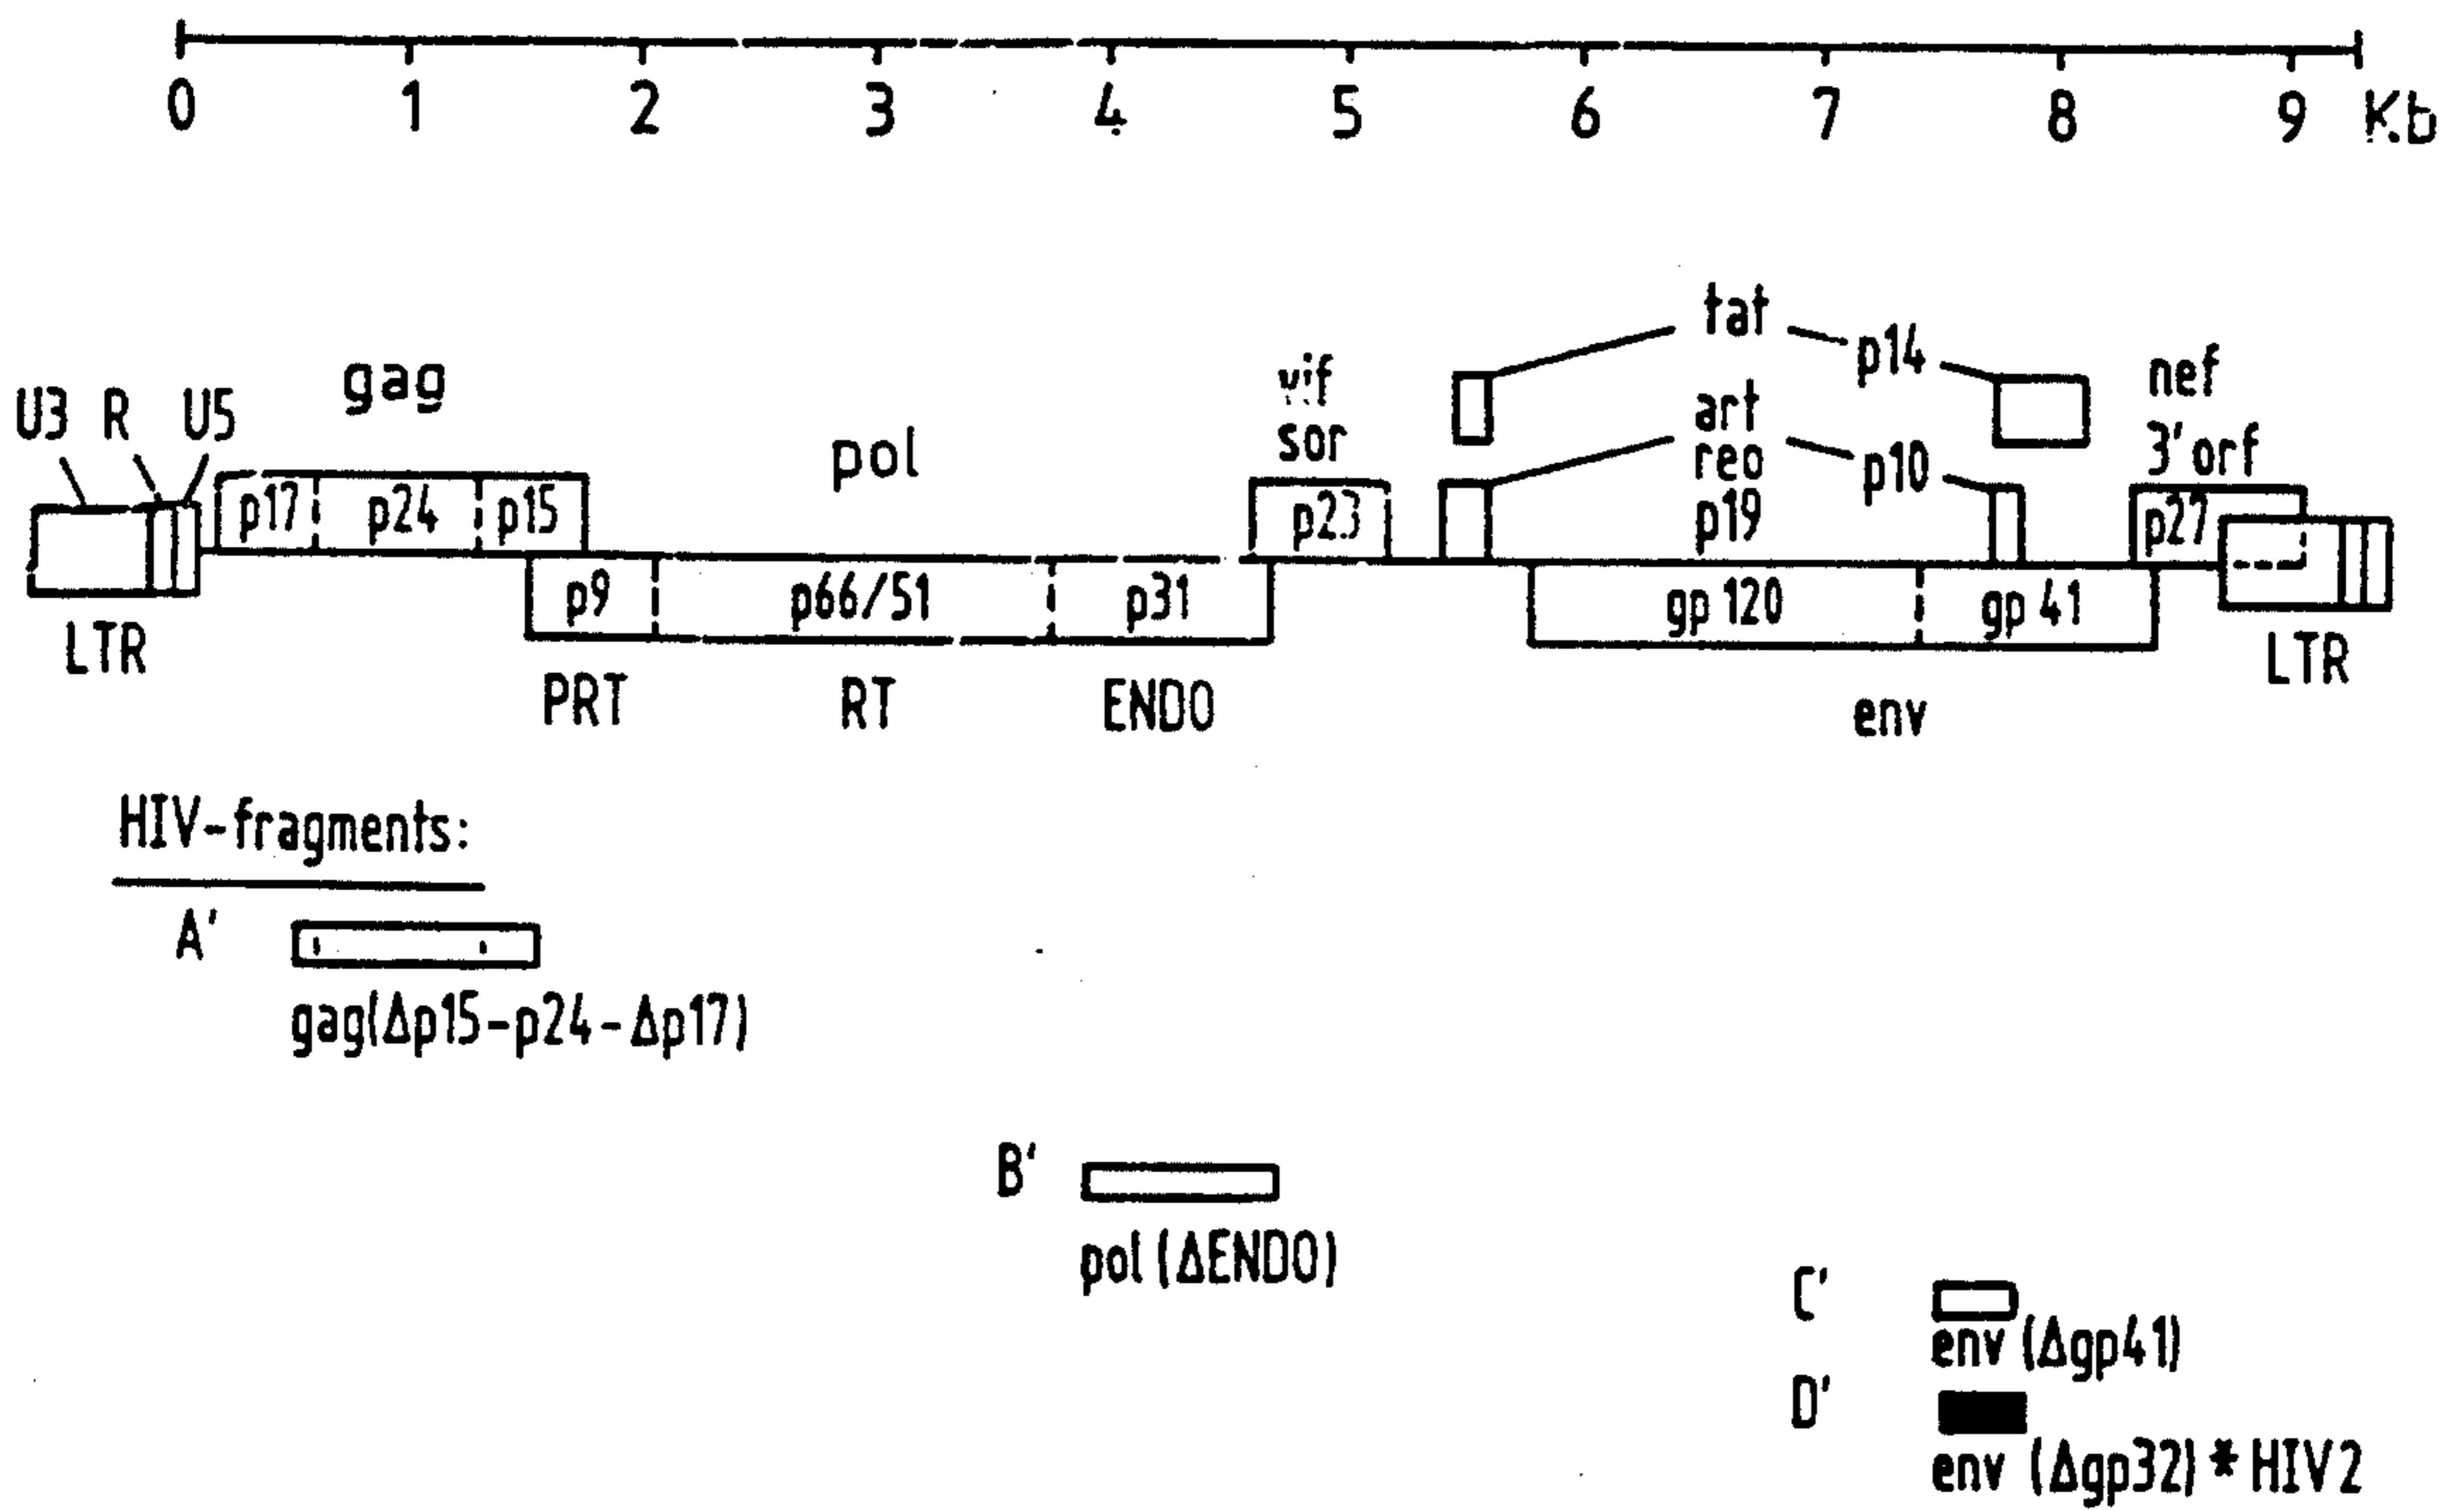 0 1 2 3 4 5 6 7 8 9 Kb
tat
p14
nef
vif
art
U3 R U5
gag
pol
sor
reo
p10
3' orf
p17 p24 p15
p23
p19
p27
p9 p66/51 p31
gp 120 gp 41
LTR
LTR
PRT RT ENDO
env
HIV-fragments:
A'
gag(Δp15-p24-Δp17)
B'
pol (ΔENDO)
C'
env (Δgp41)
D'
env (Δgp32) * HIV2